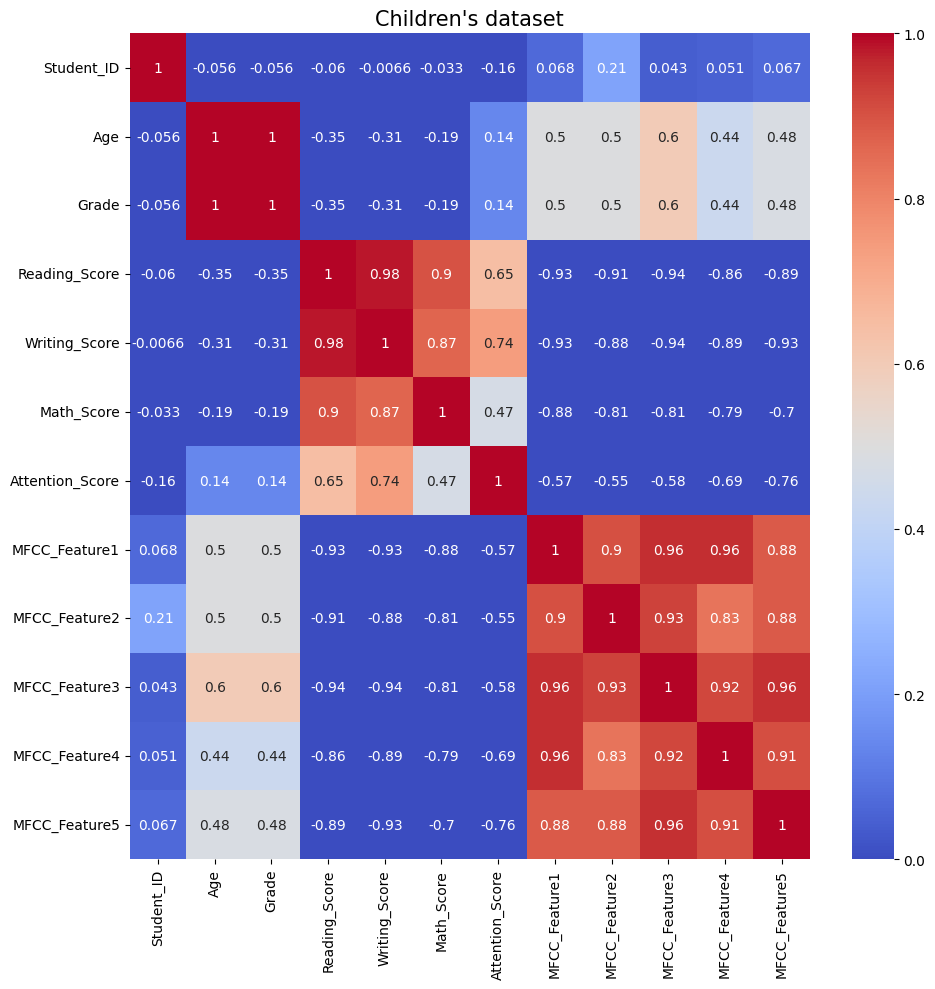 Children's dataset
Student_ID 1 -0.056 -0.056 -0.06 -0.0066 -0.033 -0.16 0.068 0.21 0.043 0.051 0.067
Age -0.056 1 1 -0.35 -0.31 -0.19 0.14 0.5 0.5 0.6 0.44 0.48
Grade -0.056 1 1 -0.35 -0.31 -0.19 0.14 0.5 0.5 0.6 0.44 0.48
Reading_Score -0.06 -0.35 -0.35 1 0.98 0.9 0.65 -0.93 -0.91 -0.94 -0.86 -0.89
Writing_Score -0.0066 -0.31 -0.31 0.98 1 0.87 0.74 -0.93 -0.88 -0.94 -0.89 -0.93
Math_Score -0.033 -0.19 -0.19 0.9 0.87 1 0.47 -0.88 -0.81 -0.81 -0.79 -0.7
Attention_Score -0.16 0.14 0.14 0.65 0.74 0.47 1 -0.57 -0.55 -0.58 -0.69 -0.76
MFCC_Feature1 0.068 0.5 0.5 -0.93 -0.93 -0.88 -0.57 1 0.9 0.96 0.96 0.88
MFCC_Feature2 0.21 0.5 0.5 -0.91 -0.88 -0.81 -0.55 0.9 1 0.93 0.83 0.88
MFCC_Feature3 0.043 0.6 0.6 -0.94 -0.94 -0.81 -0.58 0.96 0.93 1 0.92 0.96
MFCC_Feature4 0.051 0.44 0.44 -0.86 -0.89 -0.79 -0.69 0.96 0.83 0.92 1 0.91
MFCC_Feature5 0.067 0.48 0.48 -0.89 -0.93 -0.7 -0.76 0.88 0.88 0.96 0.91 1
Student_ID Age Grade Reading_Score Writing_Score Math_Score Attention_Score MFCC_Feature1 MFCC_Feature2 MFCC_Feature3 MFCC_Feature4 MFCC_Feature5
1.0
0.8
0.6
0.4
0.2
0.0